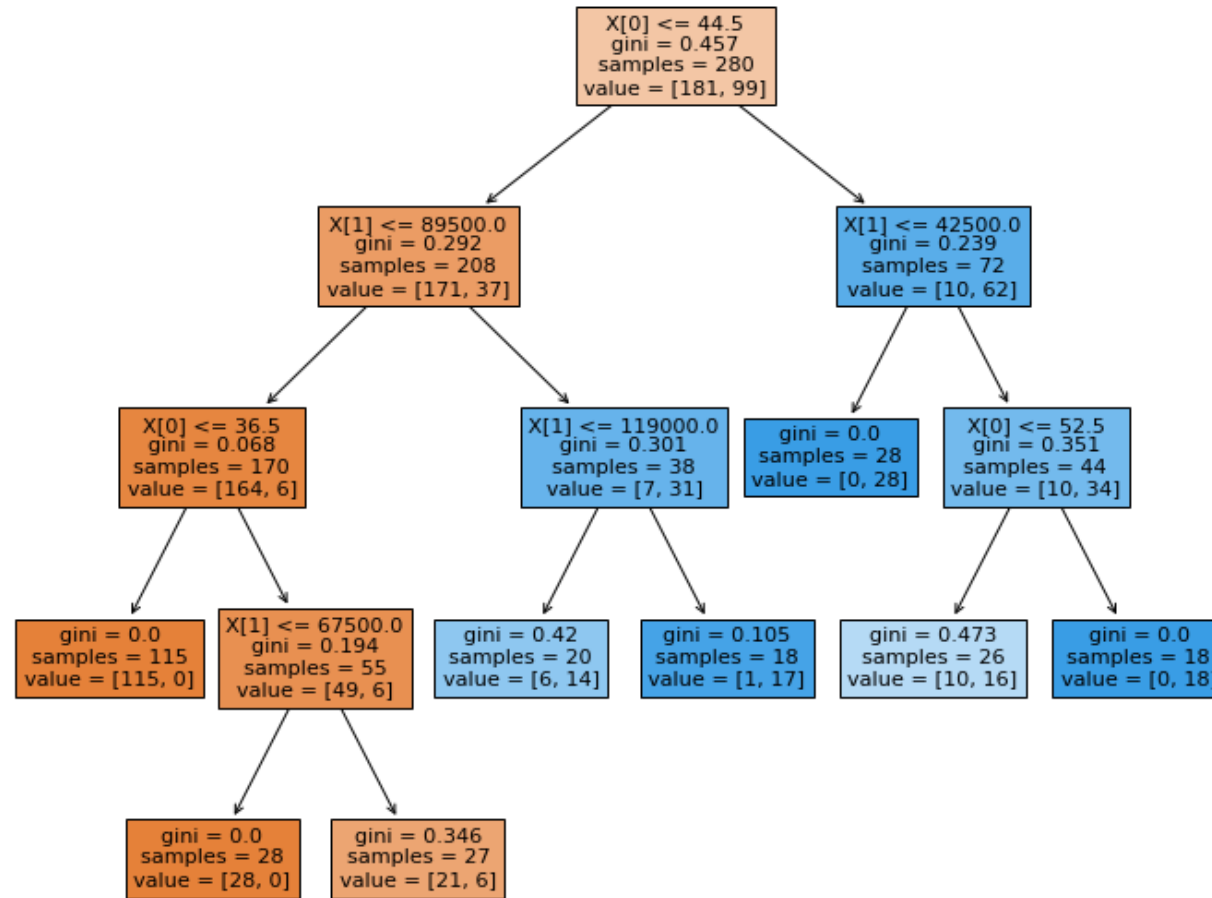 X[0] <= 44.5
gini = 0.457
samples = 280
value = [181, 99]
X[1] <= 89500.0
gini = 0.292
samples = 208
value = [171, 37]
X[1] <= 42500.0
gini = 0.239
samples = 72
value = [10, 62]
X[0] <= 36.5
gini = 0.068
samples = 170
value = [164, 6]
X[1] <= 119000.0
gini = 0.301
samples = 38
value = [7, 31]
gini = 0.0
samples = 28
value = [0, 28]
X[0] <= 52.5
gini = 0.351
samples = 44
value = [10, 34]
gini = 0.0
samples = 115
value = [115, 0]
X[1] <= 67500.0
gini = 0.194
samples = 55
value = [49, 6]
gini = 0.42
samples = 20
value = [6, 14]
gini = 0.105
samples = 18
value = [1, 17]
gini = 0.473
samples = 26
value = [10, 16]
gini = 0.0
samples = 18
value = [0, 18]
gini = 0.0
samples = 28
value = [28, 0]
gini = 0.346
samples = 27
value = [21, 6]